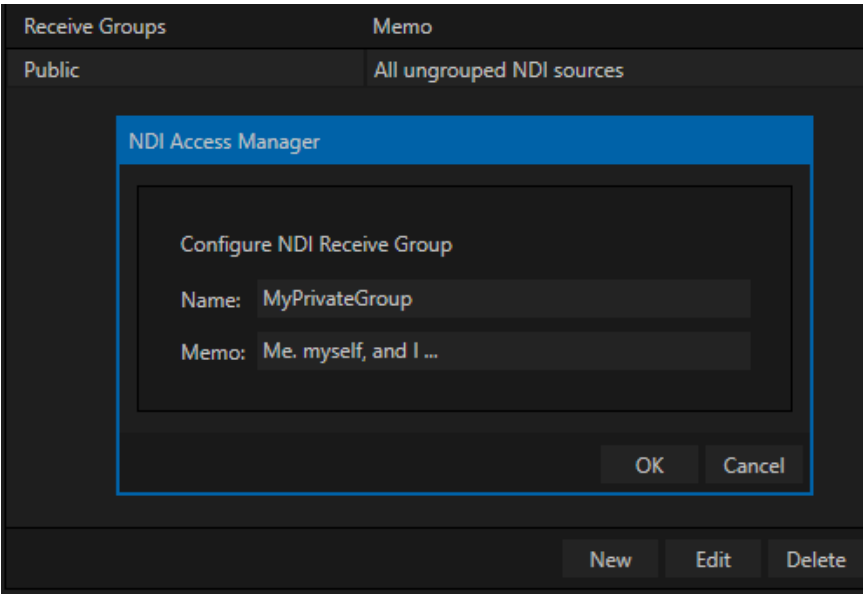 Receive Groups Memo
Public All ungrouped NDI sources
NDI Access Manager
Configure NDI Receive Group
Name: MyPrivateGroup
Memo: Me. myself, and I ...
OK Cancel
New Edit Delete